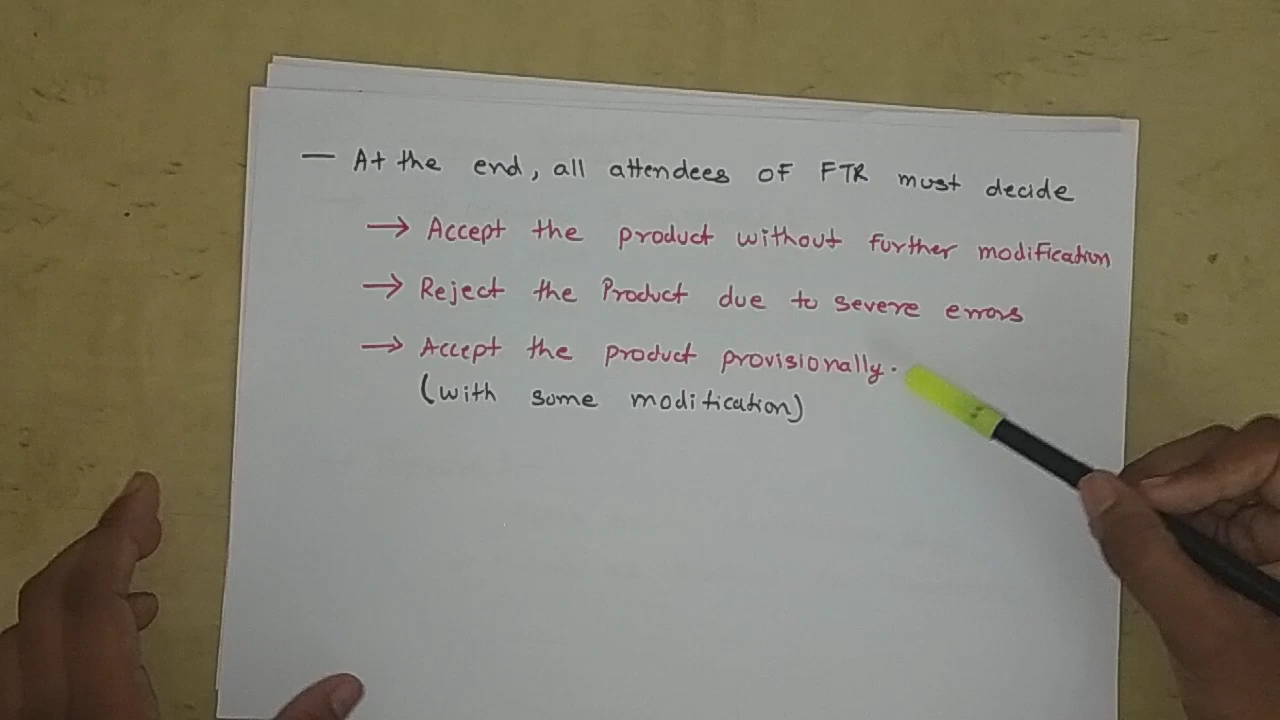 — At the end, all attendees of FTR must decide
→ Accept the product without further modification
→ Reject the Product due to severe errors
→ Accept the product provisionally.
(with some modification)